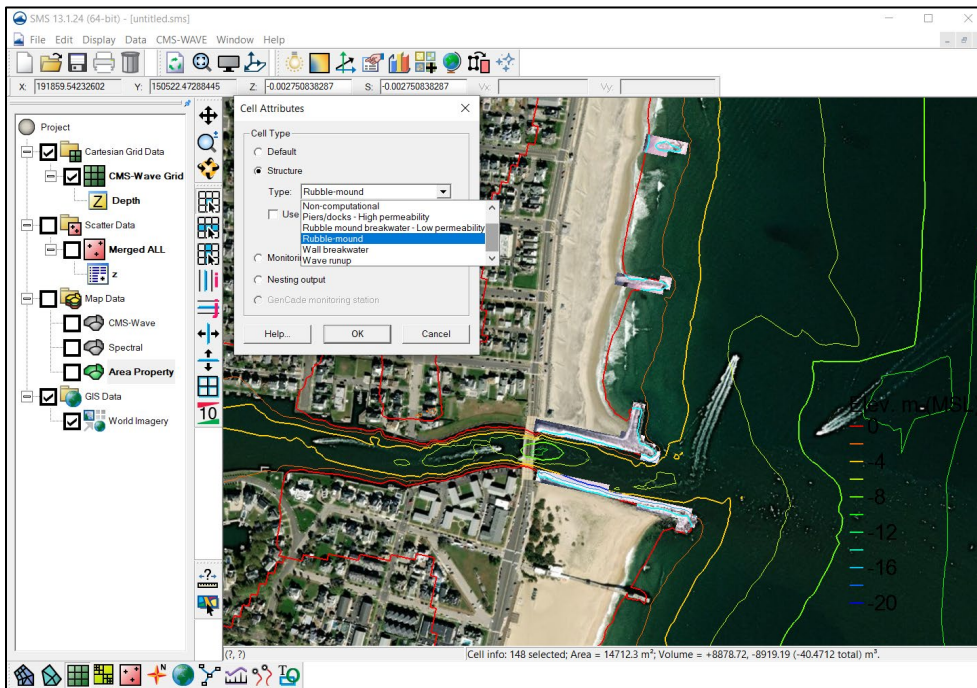 SMS 13.1.24 (64-bit) - [untitled.sms]
File Edit Display Data CMS-WAVE Window Help
X: 191859.54232602 Y: 150522.47288445 Z: -0.002750838287 S: -0.002750838287 Vx: Vy:
Project
Cartesian Grid Data
CMS-Wave Grid
Z Depth
Scatter Data
Merged ALL
z
Map Data
CMS-Wave
Spectral
Area Property
GIS Data
World Imagery
10
Cell Attributes
Cell Type
Default
Structure
Type: Rubble-mound
Use
Non-computational
Piers/docks - High permeability
Rubble mound breakwater - Low permeability
Rubble-mound
Wall breakwater
Wave runup
Monitori
Nesting output
GenCade monitoring station
Help... OK Cancel
Elev. m-(MSL)
0
-4
-8
-12
-16
-20
(?, ?)
Cell info: 148 selected; Area = 14712.3 m²; Volume = +8878.72, -8919.19 (-40.4712 total) m³.